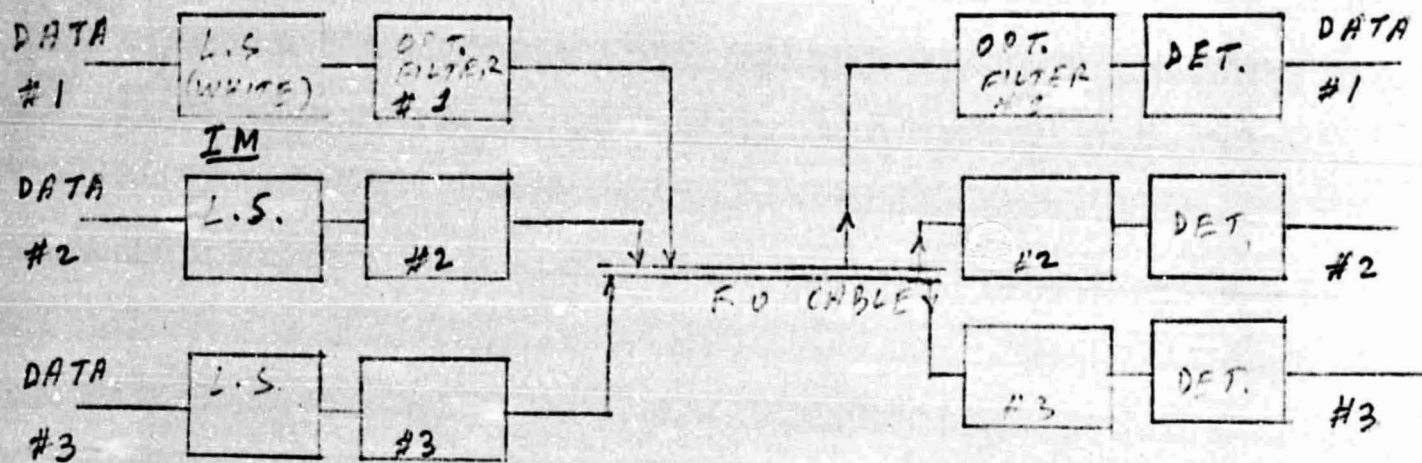 DATA
#1
L.S
(WHITE)
OPT.
FILTER
#1
OPT.
FILTER
DET.
DATA
#1
IM
DATA
#2
L.S.
#2
#2
DET.
#2
F O CABLE
DATA
#3
L.S.
#3
#3
DET.
#3